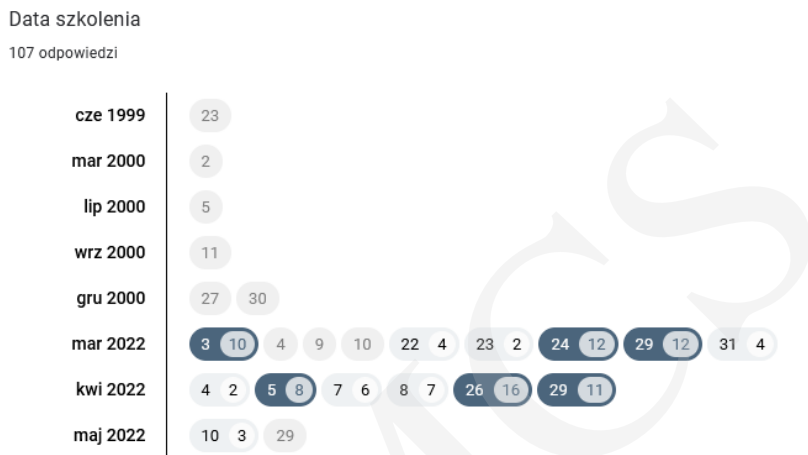 Data szkolenia
107 odpowiedzi
cze 1999 23
mar 2000 2
lip 2000 5
wrz 2000 11
gru 2000 27 30
mar 2022 3 10 4 9 10 22 4 23 2 24 12 29 12 31 4
kwi 2022 4 2 5 8 7 6 8 7 26 16 29 11
maj 2022 10 3 29